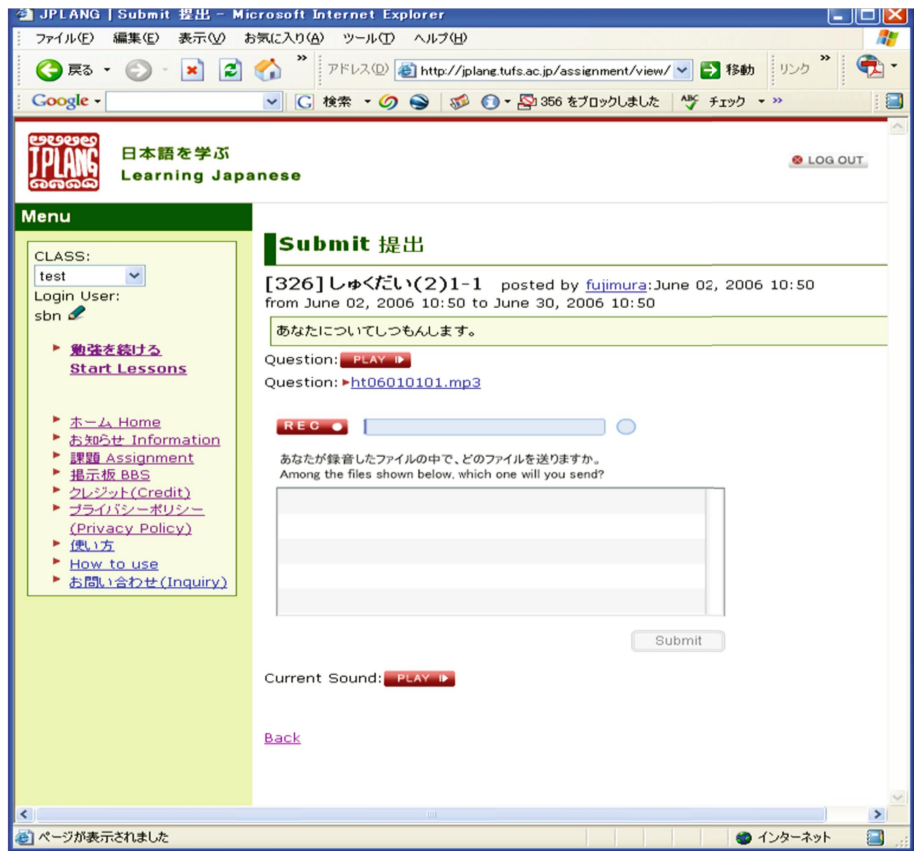 JPLANG | Submit 提出 - Microsoft Internet Explorer
ファイル(F) 編集(E) 表示(V) お気に入り(A) ツール(T) ヘルプ(H)
戻る アドレス(D) http://jplang.tufs.ac.jp/assignment/view/ 移動 リンク »
Google 検索 356 をブロックしました チェック »
JPLANG
日本語を学ぶ
Learning Japanese
LOG OUT
Menu
CLASS:
test
Login User:
sbn
勉強を続ける
Start Lessons
ホーム Home
お知らせ Information
課題 Assignment
掲示板 BBS
クレジット(Credit)
プライバシーポリシー
(Privacy Policy)
使い方
How to use
お問い合わせ(Inquiry)
Submit 提出
[326]しゅくだい(2)1-1 posted by fujimura:June 02, 2006 10:50
from June 02, 2006 10:50 to June 30, 2006 10:50
あなたについてしつもんします。
Question: PLAY
Question: ht06010101.mp3
REC
あなたが録音したファイルの中で、どのファイルを送りますか。
Among the files shown below, which one will you send?
Submit
Current Sound: PLAY
Back
ページが表示されました インターネット